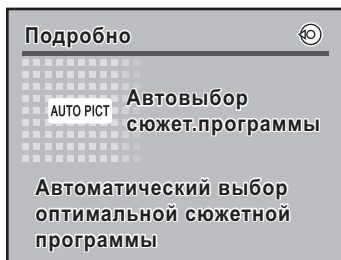 Подробно
AUTO PICT
Автовыбор
сюжет.программы
Автоматический выбор
оптимальной сюжетной
программы